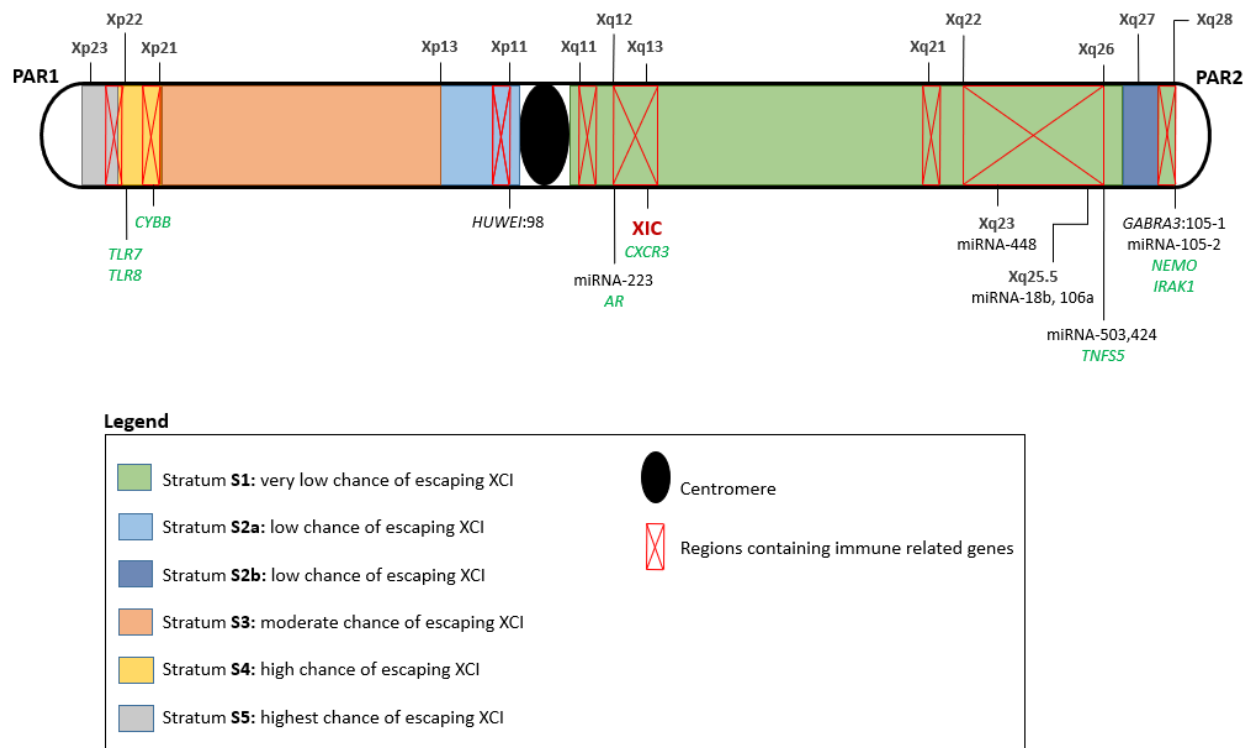 Xp22
Xq12
Xq22
Xq27
Xq28
Xp23
Xp21
Xp13
Xp11
Xq11
Xq13
Xq21
Xq26
PAR1
PAR2
CYBB
HUWEI:98
XIC
CXCR3
Xq23
miRNA-448
GABRA3:105-1
miRNA-105-2
NEMO
IRAK1
TLR7
TLR8
miRNA-223
AR
Xq25.5
miRNA-18b, 106a
miRNA-503,424
TNFS5
Legend
Stratum S1: very low chance of escaping XCI
Stratum S2a: low chance of escaping XCI
Stratum S2b: low chance of escaping XCI
Stratum S3: moderate chance of escaping XCI
Stratum S4: high chance of escaping XCI
Stratum S5: highest chance of escaping XCI
Centromere
Regions containing immune related genes